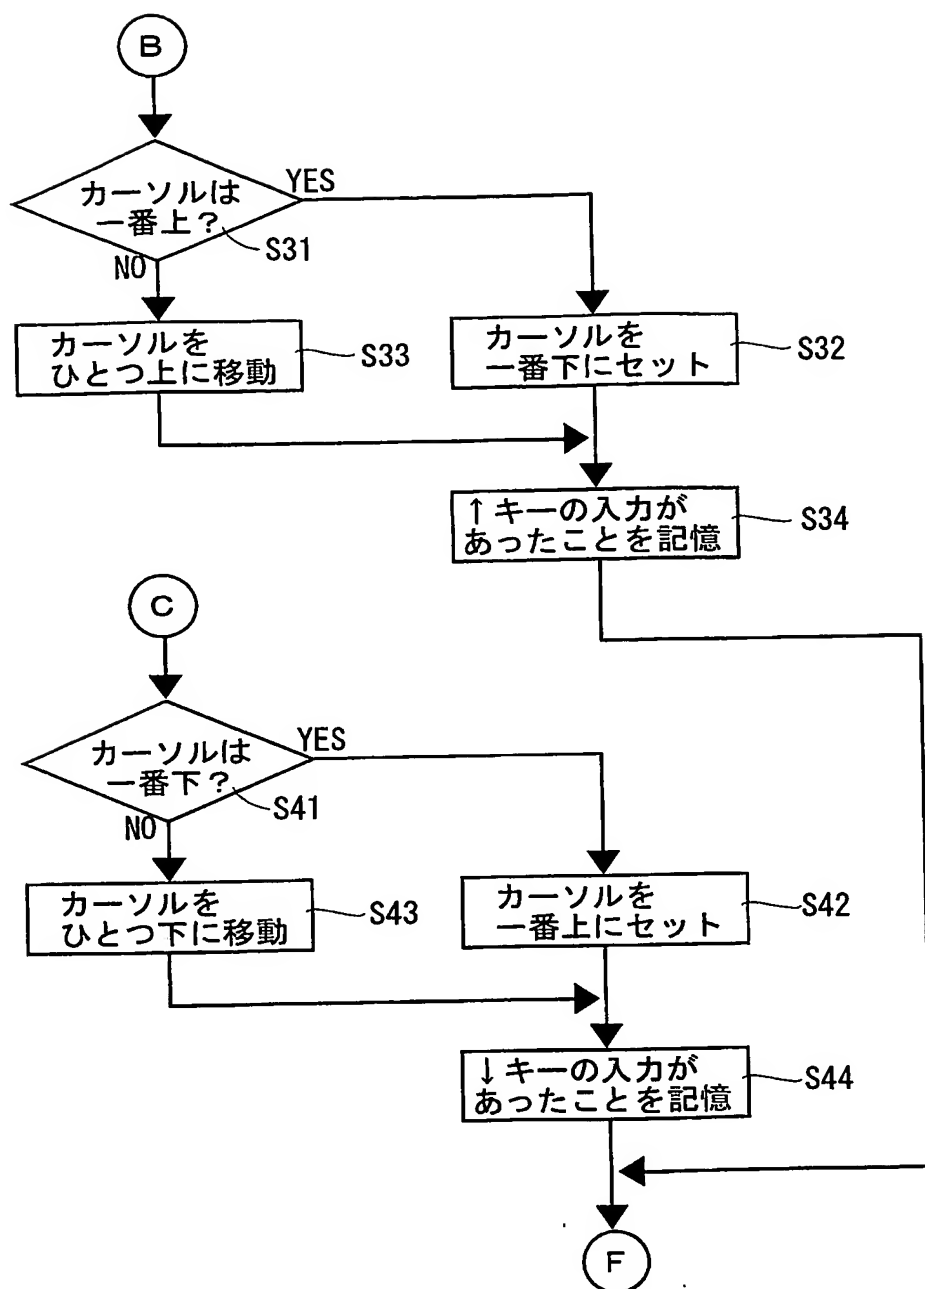 B
カーソルは
一番上?
YES
S31
NO
カーソルを
ひとつ上に移動
S33
カーソルを
一番下にセット
S32
↑キーの入力が
あったことを記憶
S34
C
カーソルは
一番下?
YES
S41
NO
カーソルを
ひとつ下に移動
S43
カーソルを
一番上にセット
S42
↓キーの入力が
あったことを記憶
S44
F